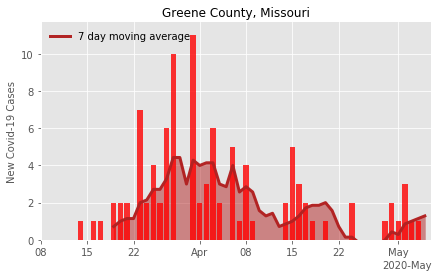 Greene County, Missouri
7 day moving average
New Covid-19 Cases
10
8
6
4
2
0
08 15 22 Apr 08 15 22 May
2020-May